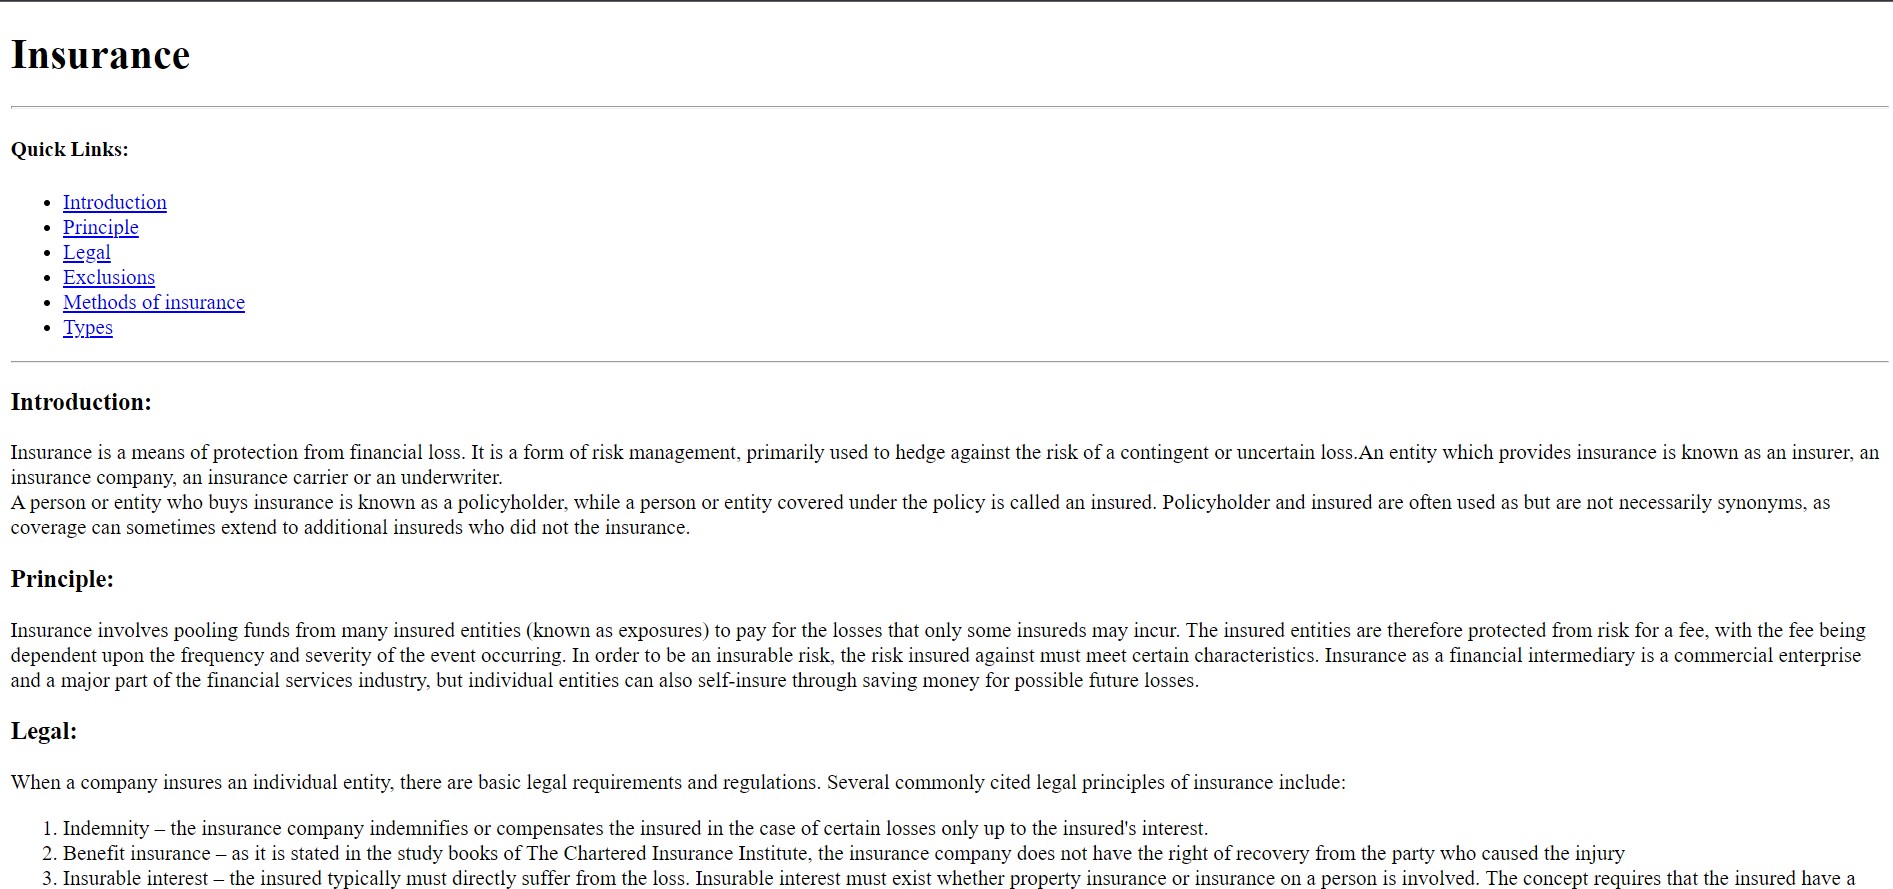 Insurance
Quick Links:
• Introduction
• Principle
• Legal
• Exclusions
• Methods of insurance
• Types
Introduction:
Insurance is a means of protection from financial loss. It is a form of risk management, primarily used to hedge against the risk of a contingent or uncertain loss.An entity which provides insurance is known as an insurer, an
insurance company, an insurance carrier or an underwriter.
A person or entity who buys insurance is known as a policyholder, while a person or entity covered under the policy is called an insured. Policyholder and insured are often used as but are not necessarily synonyms, as
coverage can sometimes extend to additional insureds who did not the insurance.
Principle:
Insurance involves pooling funds from many insured entities (known as exposures) to pay for the losses that only some insureds may incur. The insured entities are therefore protected from risk for a fee, with the fee being
dependent upon the frequency and severity of the event occurring. In order to be an insurable risk, the risk insured against must meet certain characteristics. Insurance as a financial intermediary is a commercial enterprise
and a major part of the financial services industry, but individual entities can also self-insure through saving money for possible future losses.
Legal:
When a company insures an individual entity, there are basic legal requirements and regulations. Several commonly cited legal principles of insurance include:
1. Indemnity – the insurance company indemnifies or compensates the insured in the case of certain losses only up to the insured's interest.
2. Benefit insurance – as it is stated in the study books of The Chartered Insurance Institute, the insurance company does not have the right of recovery from the party who caused the injury
3. Insurable interest – the insured typically must directly suffer from the loss. Insurable interest must exist whether property insurance or insurance on a person is involved. The concept requires that the insured have a